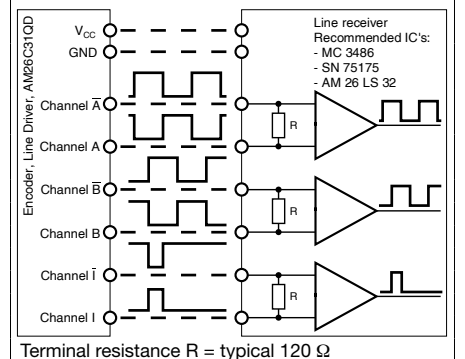 Encoder, Line Driver, AM26C31QD
V_CC
GND
Channel A̅
Channel A
Channel B̅
Channel B
Channel I̅
Channel I
Line receiver
Recommended IC's:
- MC 3486
- SN 75175
- AM 26 LS 32
R
R
R
Terminal resistance R = typical 120 Ω